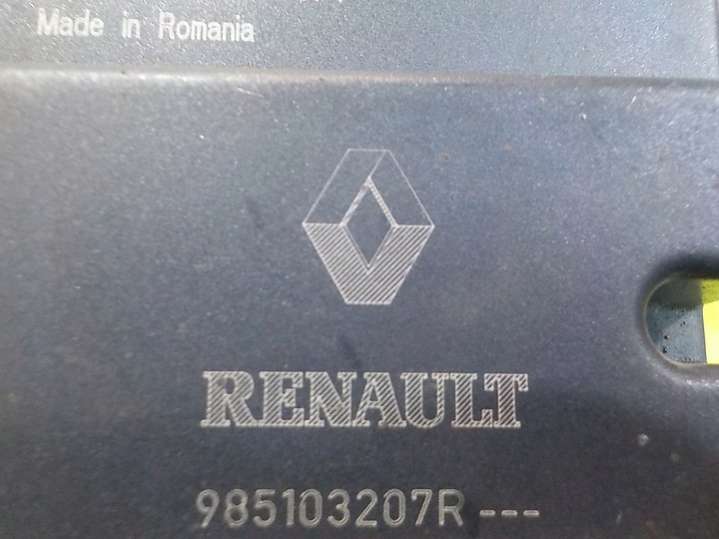 Made in Romania
RENAULT
985103207R---